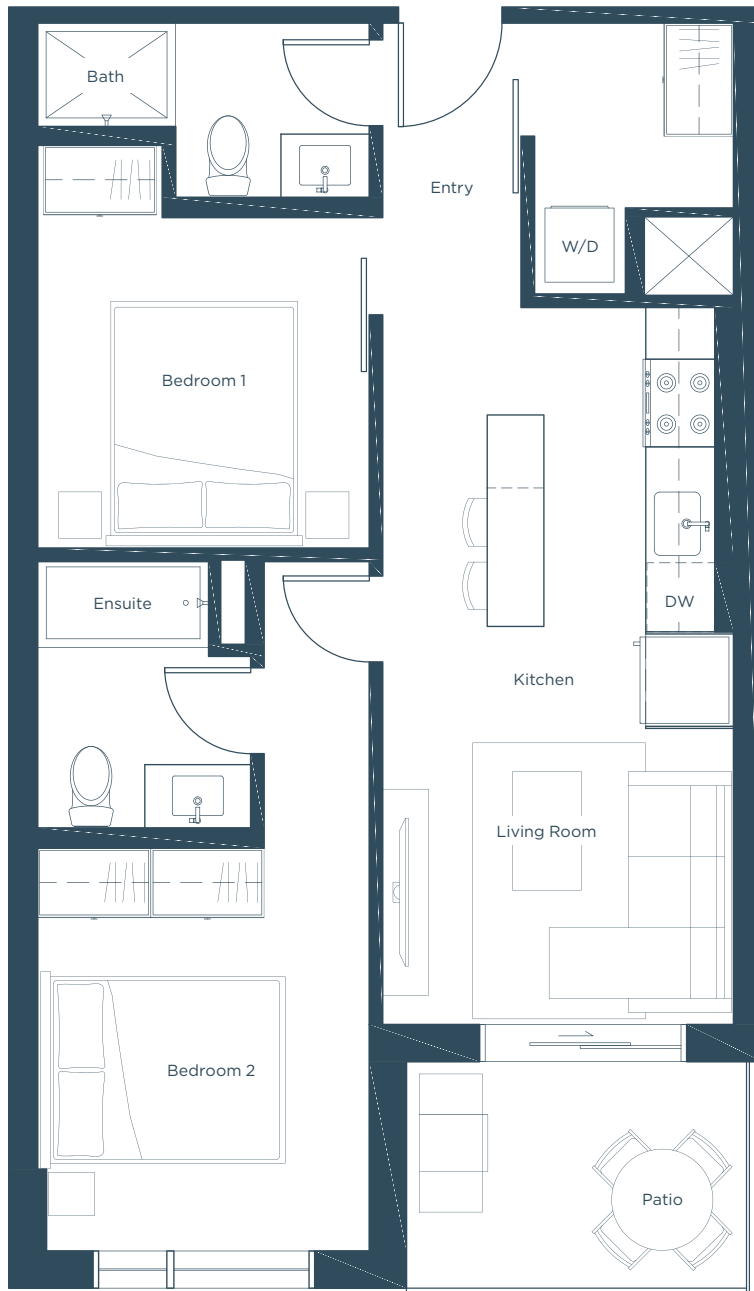 Bath
Entry
W/D
Bedroom 1
Ensuite
DW
Kitchen
Living Room
Bedroom 2
Patio